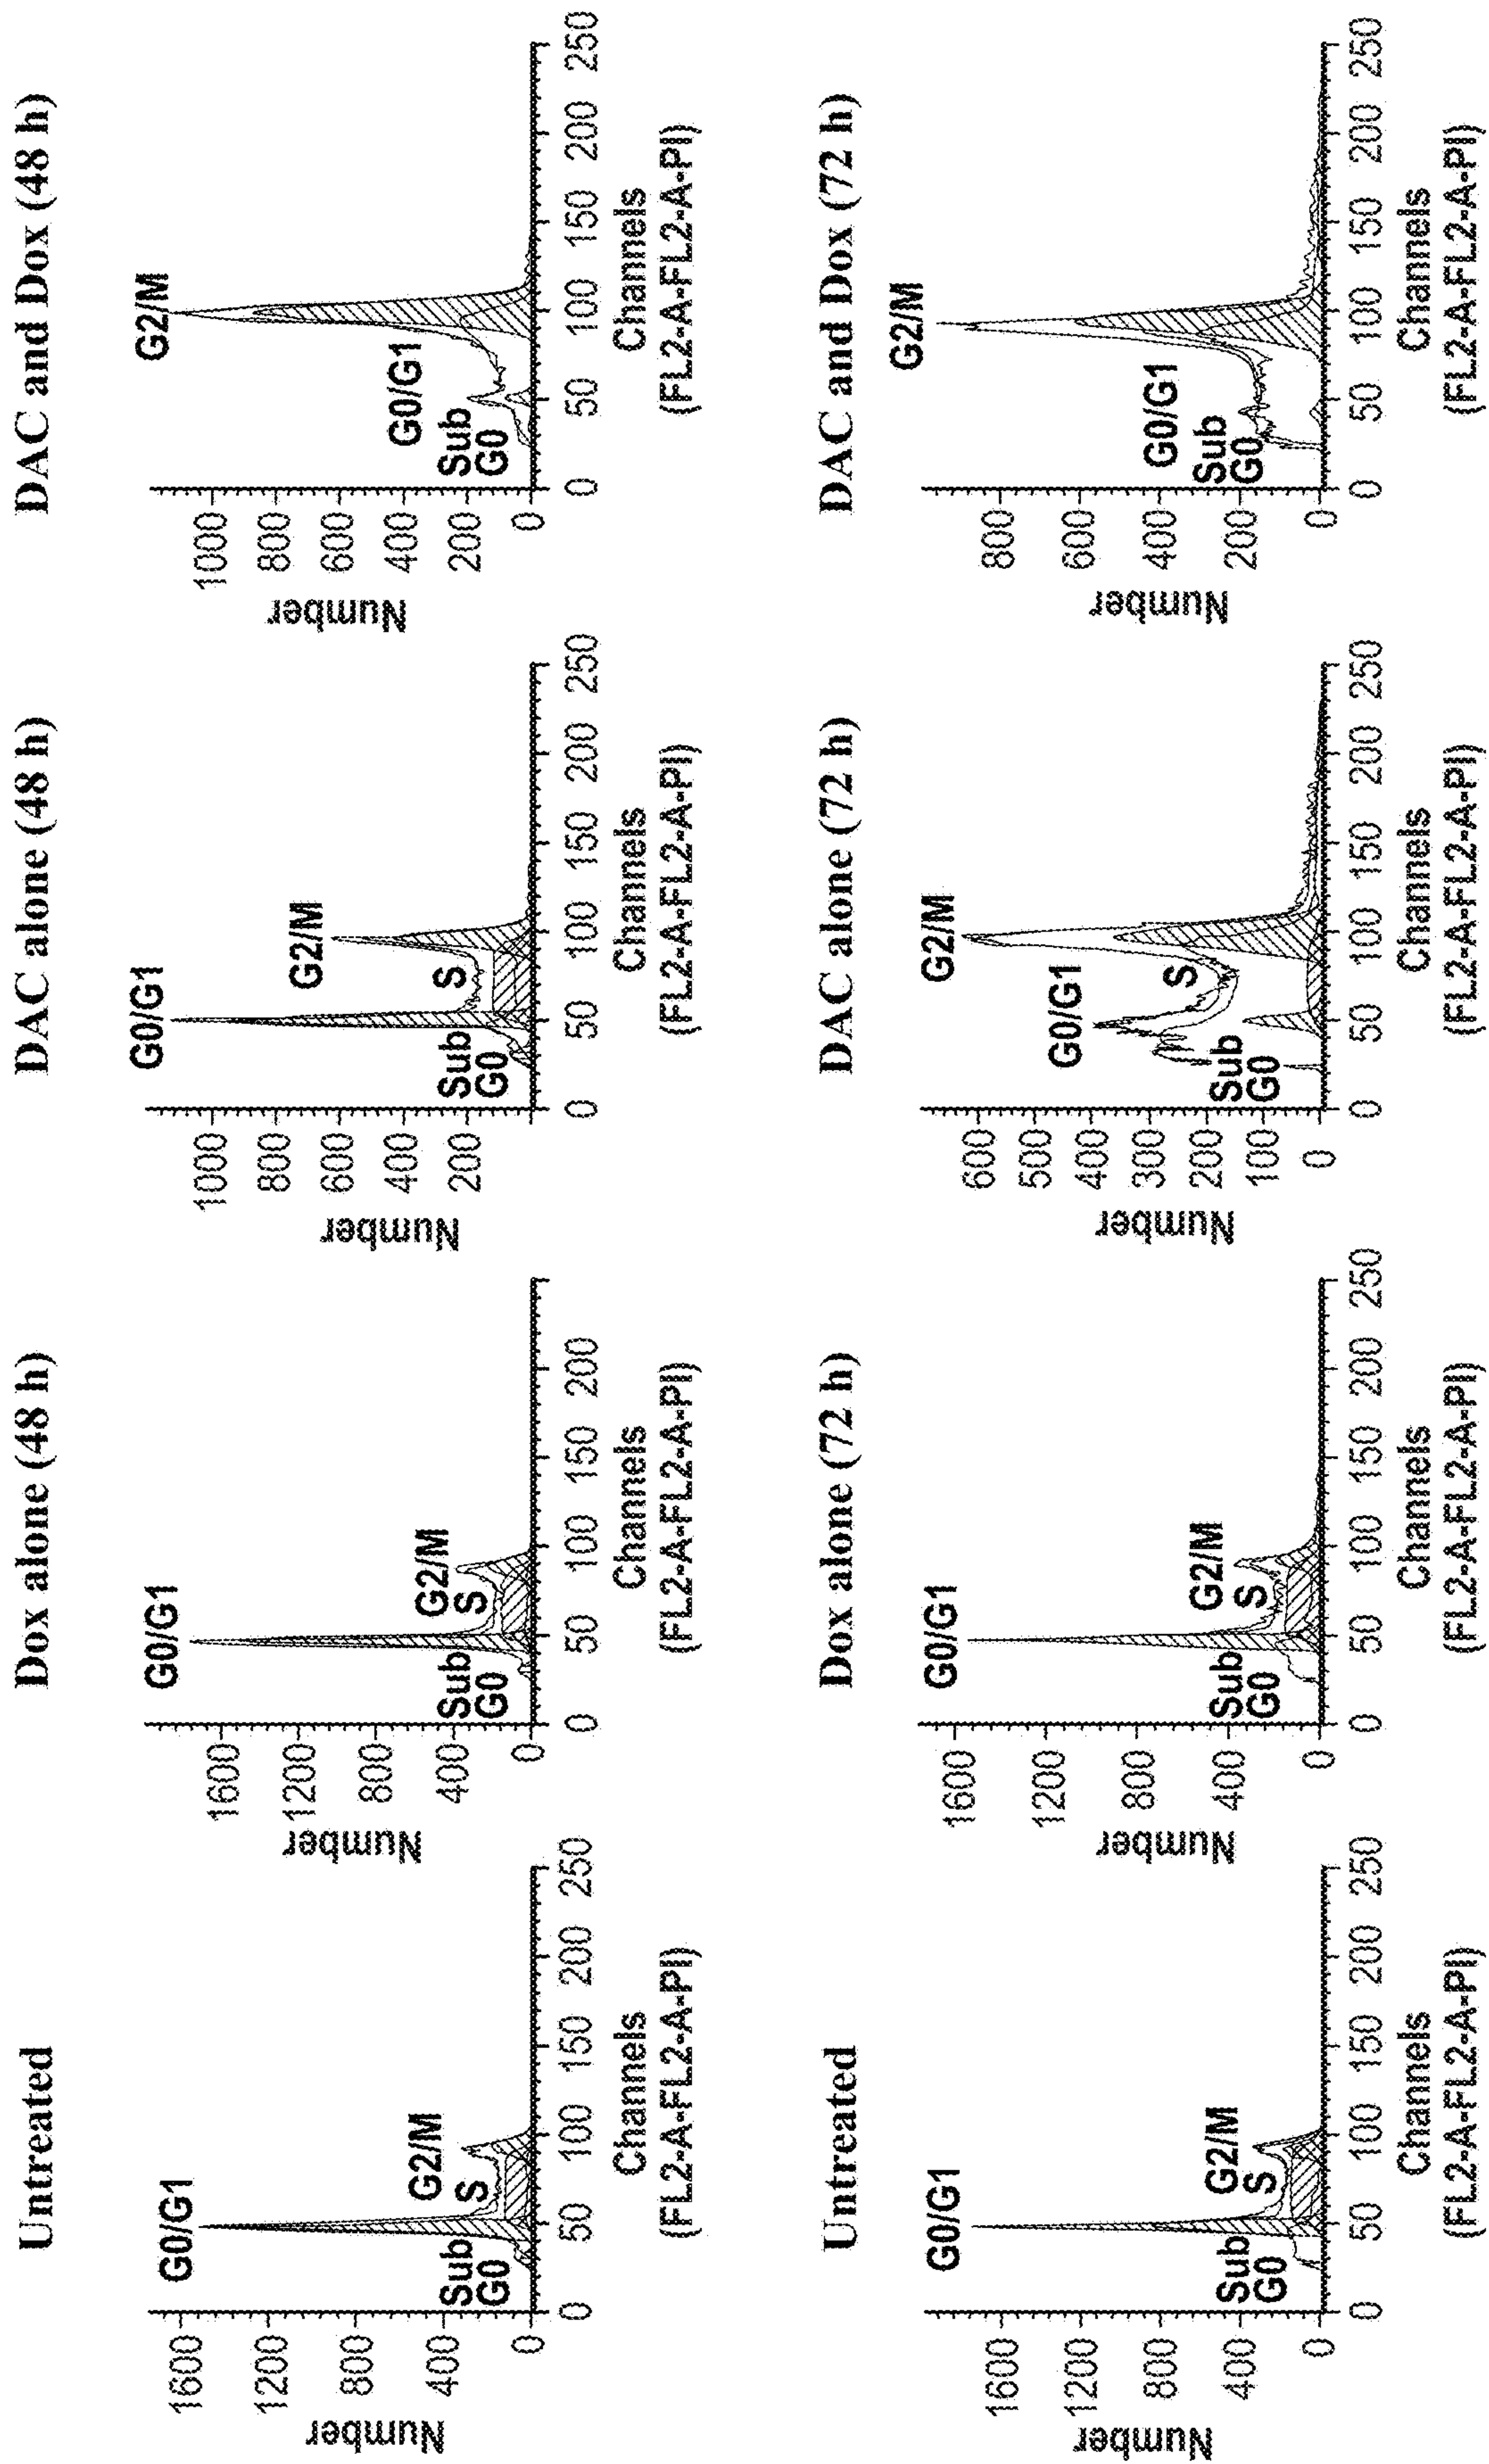 Untreated
Number
1600
1200
800
400
0
G0/G1
Sub
G0
S
G2/M
0 50 100 150 200 250
Channels
(FL2-A-FL2-A-PI)
Dox alone (48 h)
Number
1600
1200
800
400
0
G0/G1
Sub
G0
S
G2/M
0 50 100 150 200
Channels
(FL2-A-FL2-A-PI)
DAC alone (48 h)
Number
1000
800
600
400
200
0
G0/G1
Sub
G0
S
G2/M
0 50 100 150 200 250
Channels
(FL2-A-FL2-A-PI)
DAC and Dox (48 h)
Number
1000
800
600
400
200
0
G2/M
G0/G1
Sub
G0
0 50 100 150 200 250
Channels
(FL2-A-FL2-A-PI)
Untreated
Number
1600
1200
800
400
0
G0/G1
Sub
G0
S
G2/M
0 50 100 150 200 250
Channels
(FL2-A-FL2-A-PI)
Dox alone (72 h)
Number
1600
1200
800
400
0
G0/G1
Sub
G0
S
G2/M
0 50 100 150 200 250
Channels
(FL2-A-FL2-A-PI)
DAC alone (72 h)
Number
600
500
400
300
200
100
0
G2/M
G0/G1
S
Sub
G0
0 50 100 150 200 250
Channels
(FL2-A-FL2-A-PI)
DAC and Dox (72 h)
Number
800
600
400
200
0
G2/M
G0/G1
Sub
G0
0 50 100 150 200 250
Channels
(FL2-A-FL2-A-PI)